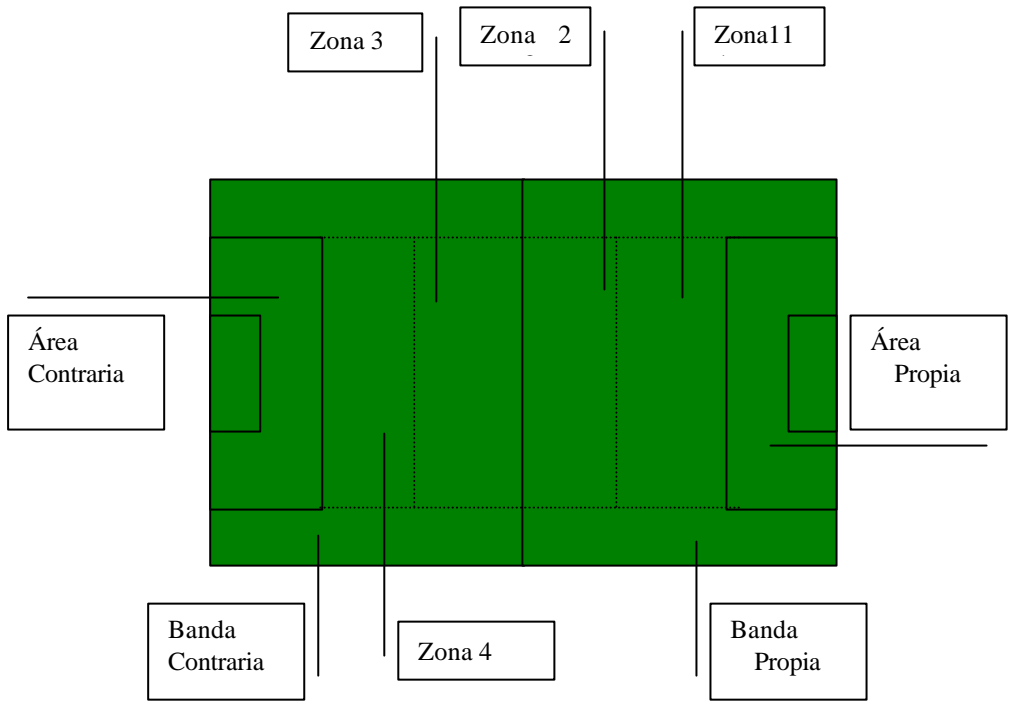 Zona 3
Zona 2
Zona11
Área
Contraria
Área
Propia
Banda
Contraria
Zona 4
Banda
Propia